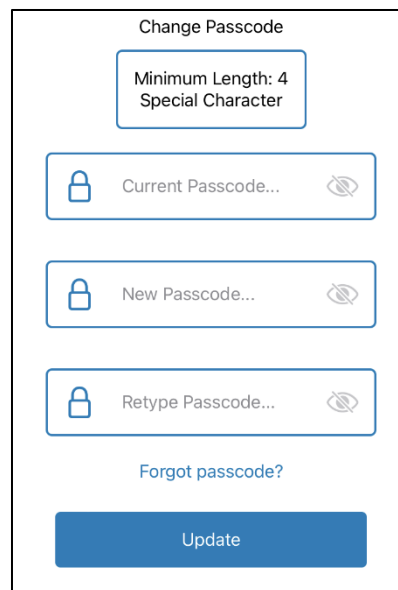 Change Passcode
Minimum Length: 4
Special Character
Current Passcode...
New Passcode...
Retype Passcode...
Forgot passcode?
Update